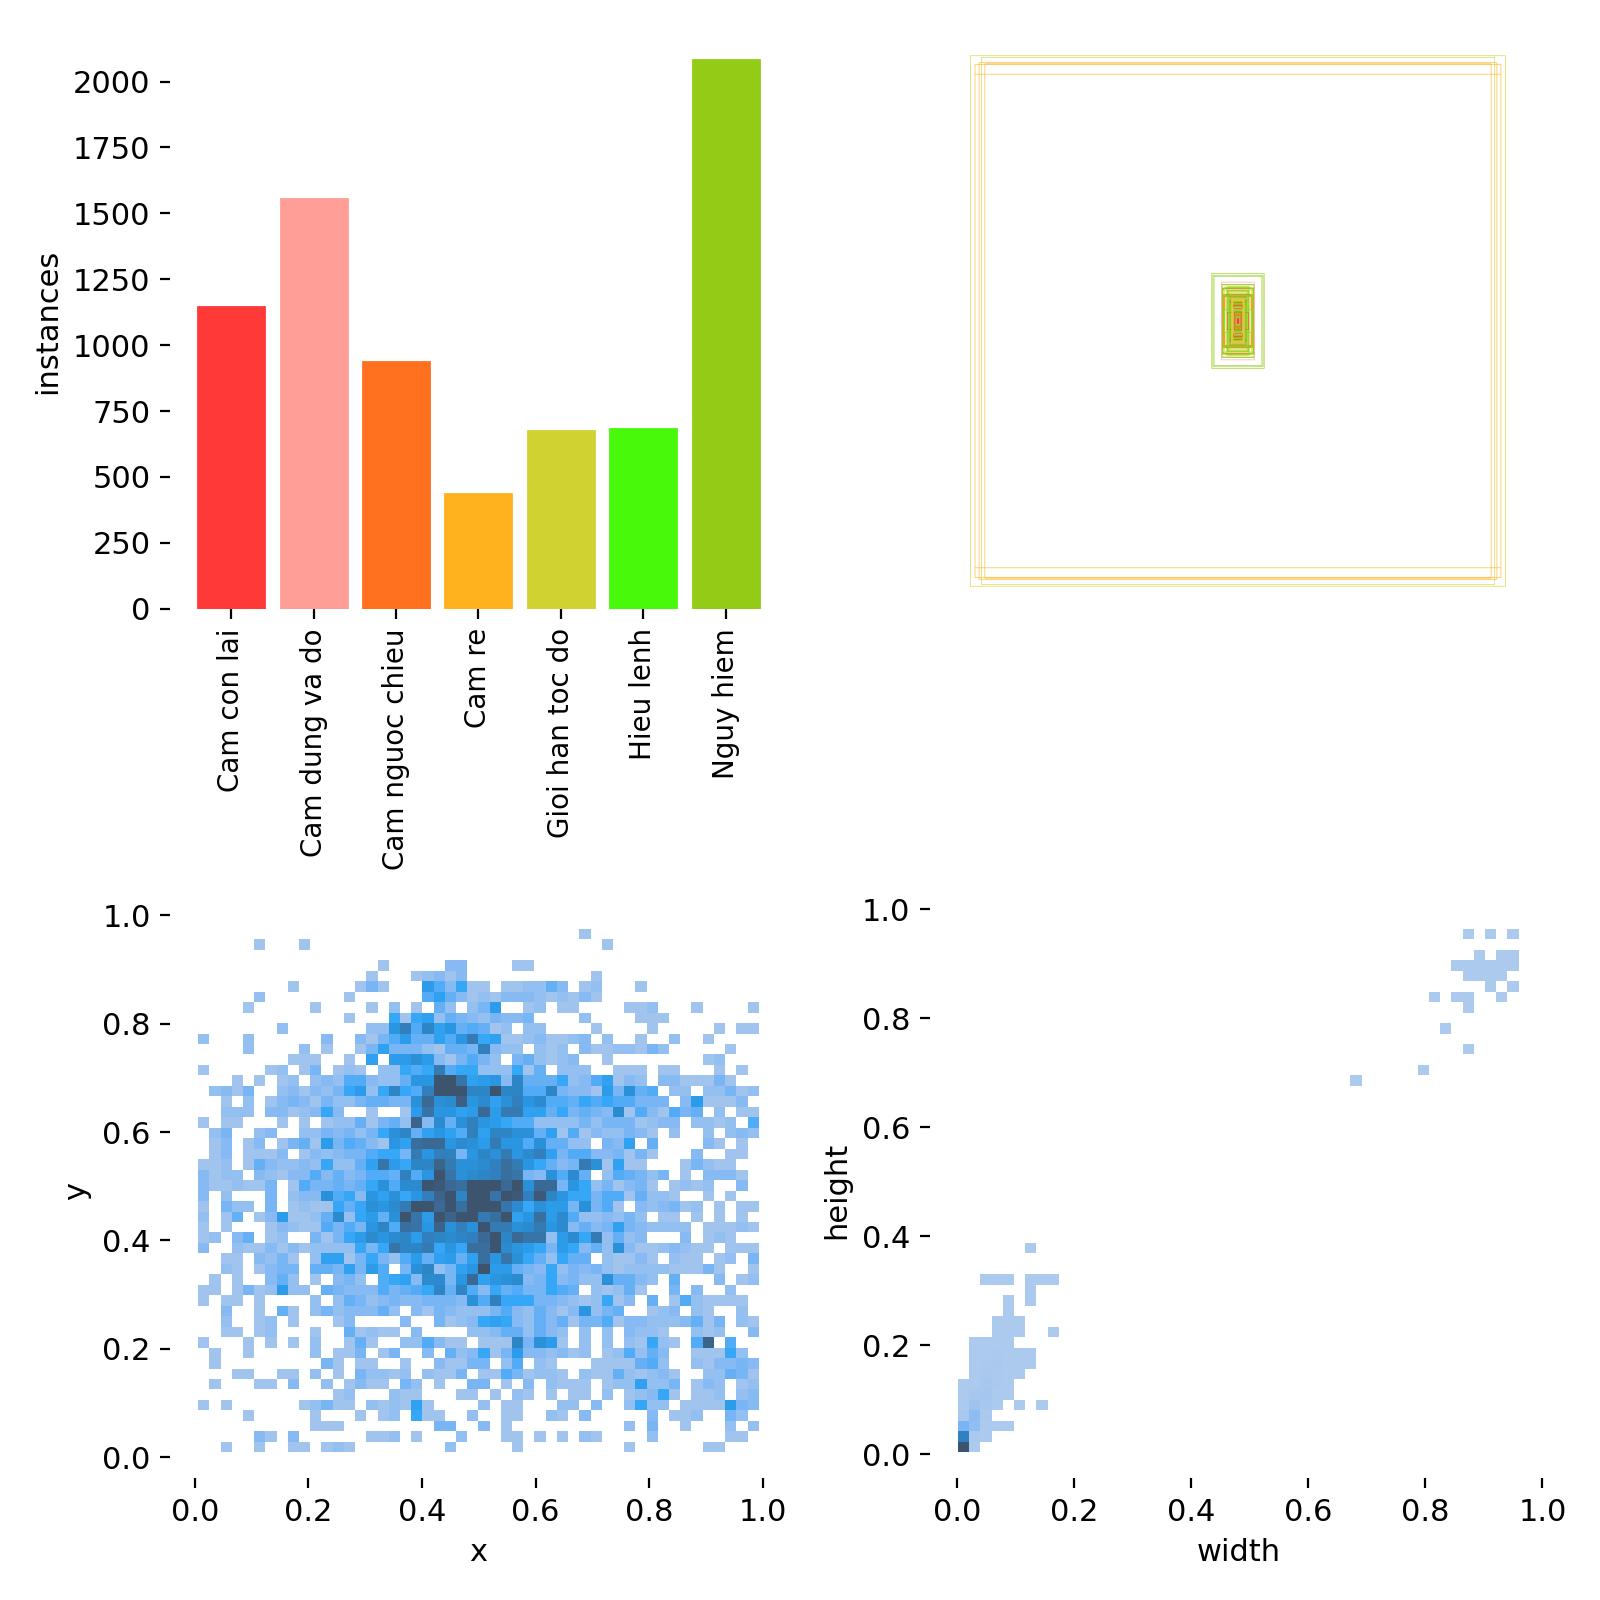 instances
2000
1750
1500
1250
1000
750
500
250
0
Cam con lai
Cam dung va do
Cam nguoc chieu
Cam re
Gioi han toc do
Hieu lenh
Nguy hiem
y
1.0
0.8
0.6
0.4
0.2
0.0
0.0 0.2 0.4 0.6 0.8 1.0
x
height
1.0
0.8
0.6
0.4
0.2
0.0
0.0 0.2 0.4 0.6 0.8 1.0
width